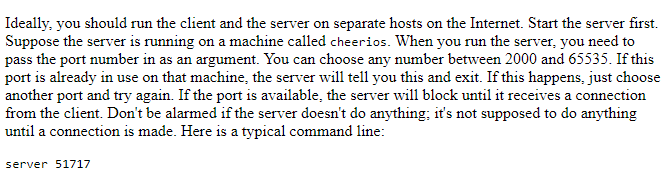 Ideally, you should run the client and the server on separate hosts on the Internet. Start the server first.
Suppose the server is running on a machine called cheerios. When you run the server, you need to
pass the port number in as an argument. You can choose any number between 2000 and 65535. If this
port is already in use on that machine, the server will tell you this and exit. If this happens, just choose
another port and try again. If the port is available, the server will block until it receives a connection
from the client. Don't be alarmed if the server doesn't do anything; it's not supposed to do anything
until a connection is made. Here is a typical command line:
server 51717